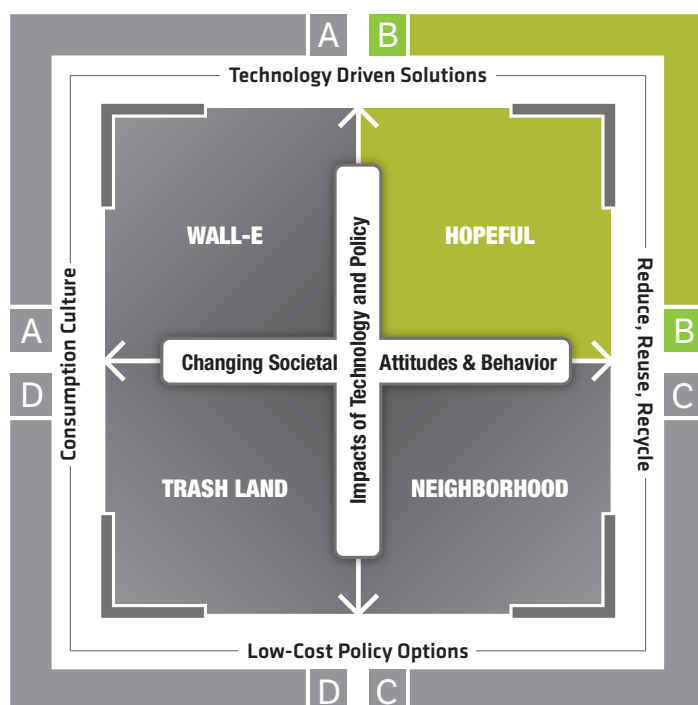 A B
Technology Driven Solutions
WALL-E
HOPEFUL
Impacts of Technology and Policy
A
B
Consumption Culture
Reduce, Reuse, Recycle
Changing Societal Attitudes & Behavior
D
C
TRASH LAND
NEIGHBORHOOD
Low-Cost Policy Options
D C